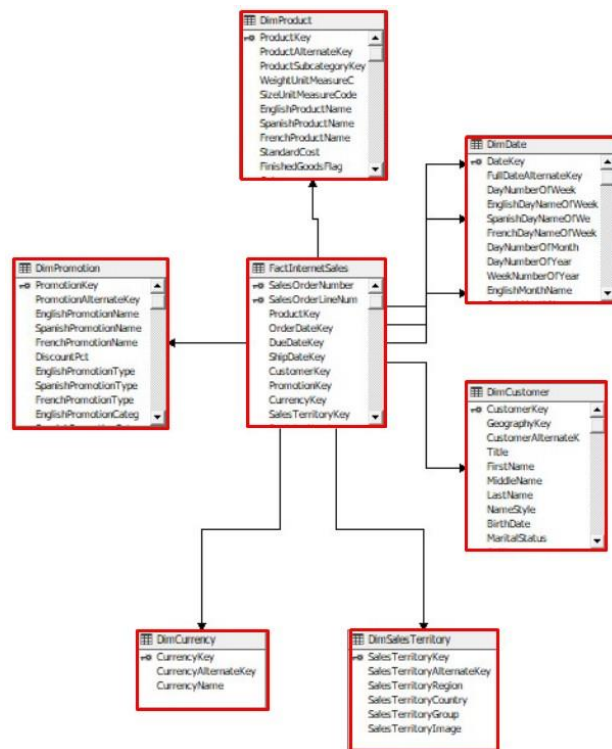 DimProduct
ProductKey
ProductAlternateKey
ProductSubcategoryKey
WeightUnitMeasureC
SizeUnitMeasureCode
EnglishProductName
SpanishProductName
FrenchProductName
StandardCost
FinishedGoodsFlag
DimDate
DateKey
FullDateAlternateKey
DayNumberOfWeek
EnglishDayNameOfWeek
SpanishDayNameOfWe
FrenchDayNameOfWeek
DayNumberOfMonth
DayNumberOfYear
WeekNumberOfYear
EnglishMonthName
DimPromotion
PromotionKey
PromotionAlternateKey
EnglishPromotionName
SpanishPromotionName
FrenchPromotionName
DiscountPct
EnglishPromotionType
SpanishPromotionType
FrenchPromotionType
EnglishPromotionCateg
FactInternetSales
SalesOrderNumber
SalesOrderLineNum
ProductKey
OrderDateKey
DueDateKey
ShipDateKey
CustomerKey
PromotionKey
CurrencyKey
SalesTerritoryKey
DimCustomer
CustomerKey
GeographyKey
CustomerAlternateK
Title
FirstName
MiddleName
LastName
NameStyle
BirthDate
MaritalStatus
DimCurrency
CurrencyKey
CurrencyAlternateKey
CurrencyName
DimSalesTerritory
SalesTerritoryKey
SalesTerritoryAlternateKey
SalesTerritoryRegion
SalesTerritoryCountry
SalesTerritoryGroup
SalesTerritoryImage